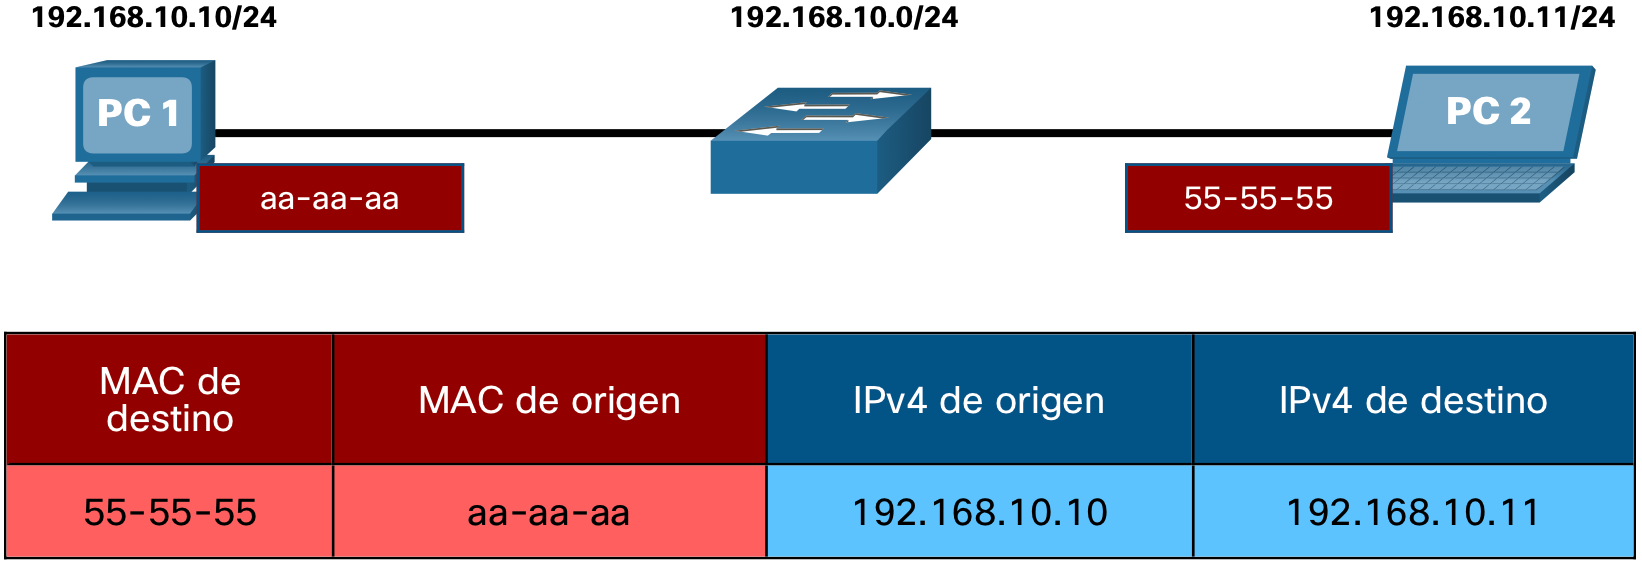 192.168.10.10/24
192.168.10.0/24
192.168.10.11/24
PC 1
PC 2
aa-aa-aa
55-55-55
MAC de
destino
MAC de origen
IPv4 de origen
IPv4 de destino
55-55-55
aa-aa-aa
192.168.10.10
192.168.10.11